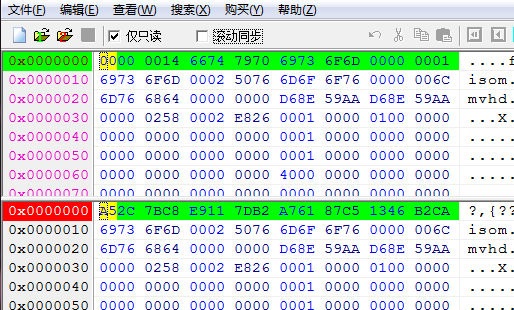 文件(F) 编辑(E) 查看(W) 搜索(X) 购买(Y) 帮助(Z)
仅只读 滚动同步
0x0000000 0000 0014 6674 7970 6973 6F6D 0000 0001 ....f
0x0000010 6973 6F6D 0002 5076 6D6F 6F76 0000 006C isom.
0x0000020 6D76 6864 0000 0000 D68E 59AA D68E 59AA mvhd.
0x0000030 0000 0258 0002 E826 0001 0000 0100 0000 ...X.
0x0000040 0000 0000 0000 0000 0000 0000 0000 0000 .....
0x0000050 0000 0000 0000 0000 0000 0000 0000 0000 .....
0x0000060 0000 0000 0000 0000 4000 0000 0000 0000 .....
0x0000070 0000 0000 0000 0000 0000 0000 0000 0000
0x0000000 A52C 7BC8 E911 7DB2 A761 87C5 1346 B2CA ?,{??
0x0000010 6973 6F6D 0002 5076 6D6F 6F76 0000 006C isom.
0x0000020 6D76 6864 0000 0000 D68E 59AA D68E 59AA mvhd.
0x0000030 0000 0258 0002 E826 0001 0000 0100 0000 ...X.
0x0000040 0000 0000 0000 0000 0000 0000 0000 0000 .....
0x0000050 0000 0000 0000 0000 0000 0000 0000 0000 .....